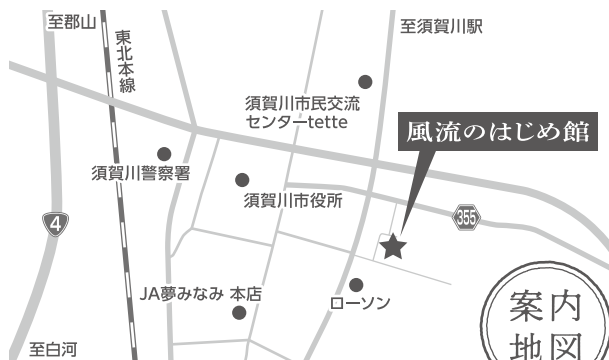 至郡山
東北本線
至須賀川駅
須賀川市民交流
センターtette
風流のはじめ館
須賀川警察署
須賀川市役所
355
4
JA夢みなみ 本店
ローソン
至白河
案内
地図